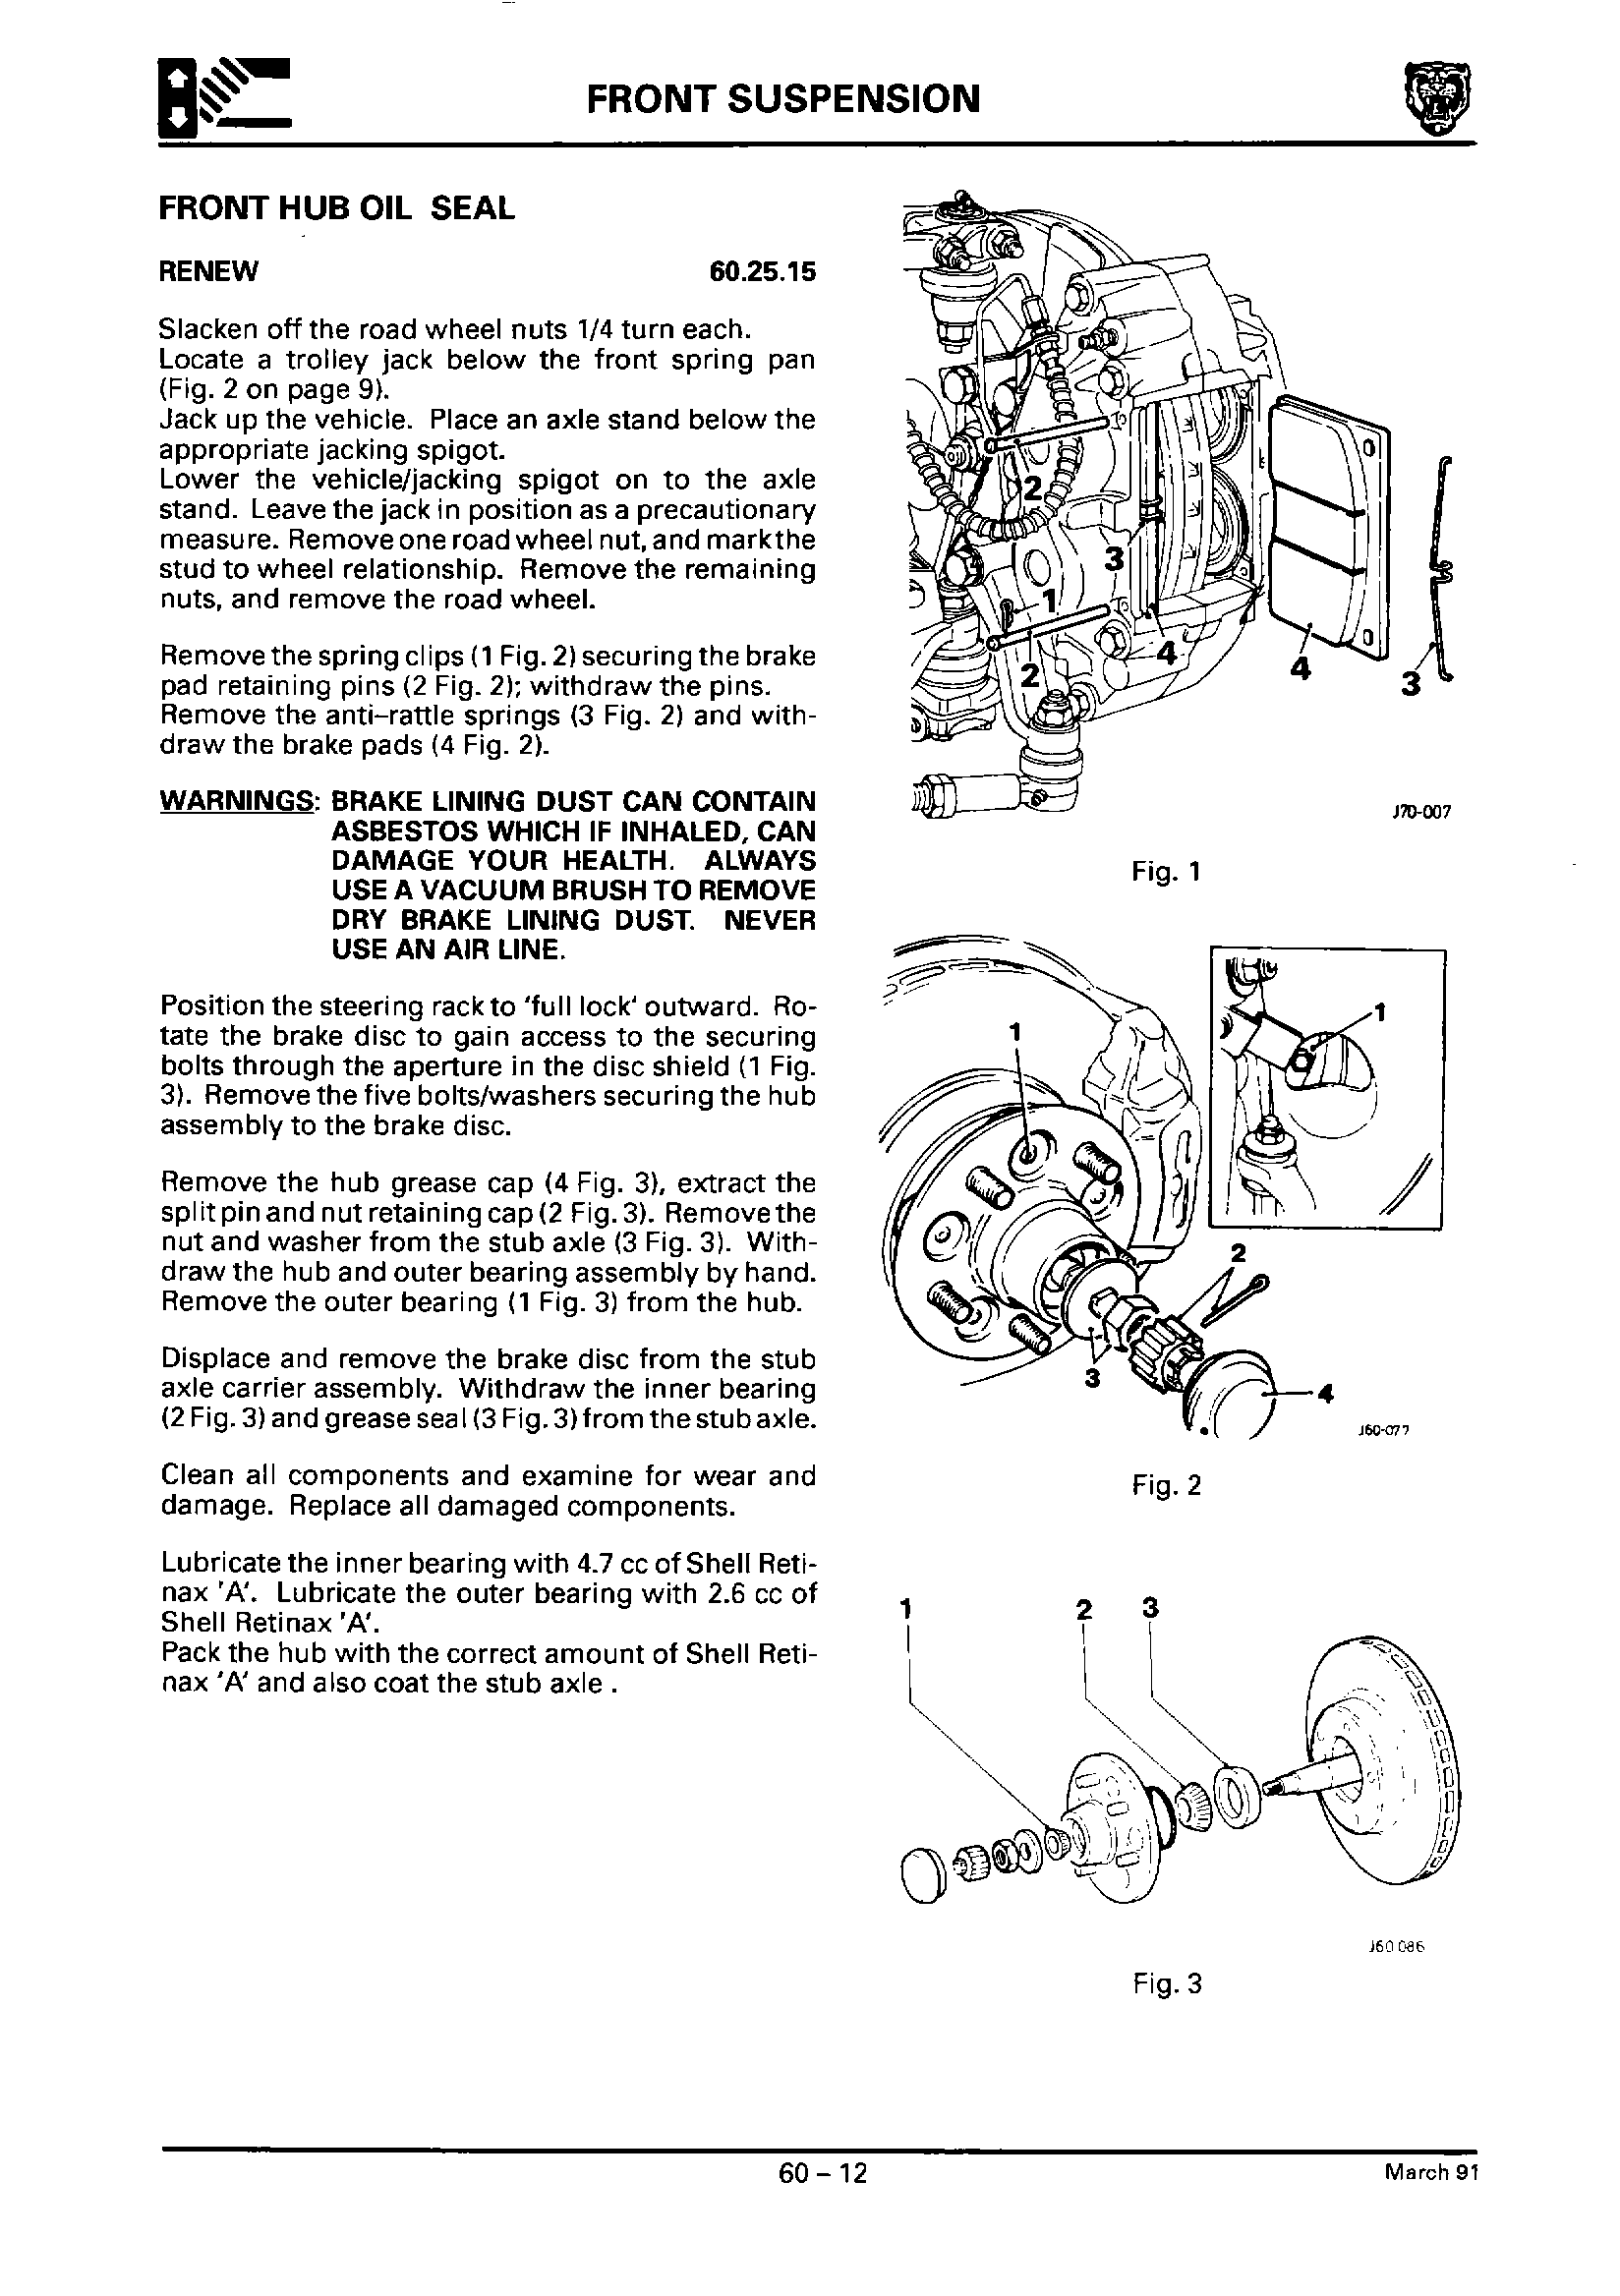 FRONT SUSPENSION
FRONT HUB OIL SEAL
RENEW 60.25.15
Slacken off the road wheel nuts 1/4 turn each.
Locate a trolley jack below the front spring pan
(Fig. 2 on page 9).
Jack up the vehicle. Place an axle stand below the
appropriate jacking spigot.
Lower the vehicle/jacking spigot on to the axle
stand. Leave the jack in position as a precautionary
measure. Remove one road wheel nut, and mark the
stud to wheel relationship. Remove the remaining
nuts, and remove the road wheel.
Remove the spring clips (1 Fig. 2) securing the brake
pad retaining pins (2 Fig. 2); withdraw the pins.
Remove the anti–rattle springs (3 Fig. 2) and with-
draw the brake pads (4 Fig. 2).
WARNINGS: BRAKE LINING DUST CAN CONTAIN
ASBESTOS WHICH IF INHALED, CAN
DAMAGE YOUR HEALTH. ALWAYS
USE A VACUUM BRUSH TO REMOVE
DRY BRAKE LINING DUST. NEVER
USE AN AIR LINE.
Position the steering rack to 'full lock' outward. Ro-
tate the brake disc to gain access to the securing
bolts through the aperture in the disc shield (1 Fig.
3). Remove the five bolts/washers securing the hub
assembly to the brake disc.
Remove the hub grease cap (4 Fig. 3), extract the
split pin and nut retaining cap (2 Fig. 3). Remove the
nut and washer from the stub axle (3 Fig. 3). With-
draw the hub and outer bearing assembly by hand.
Remove the outer bearing (1 Fig. 3) from the hub.
Displace and remove the brake disc from the stub
axle carrier assembly. Withdraw the inner bearing
(2 Fig. 3) and grease seal (3 Fig. 3) from the stub axle.
Clean all components and examine for wear and
damage. Replace all damaged components.
Lubricate the inner bearing with 4.7 cc of Shell Reti-
nax 'A'. Lubricate the outer bearing with 2.6 cc of
Shell Retinax 'A'.
Pack the hub with the correct amount of Shell Reti-
nax 'A' and also coat the stub axle .
2
3
1
4
2
4
3
J70-007
Fig. 1
1
1
2
3
4
J60-077
Fig. 2
1 2 3
J60 086
Fig. 3
60 – 12
March 91